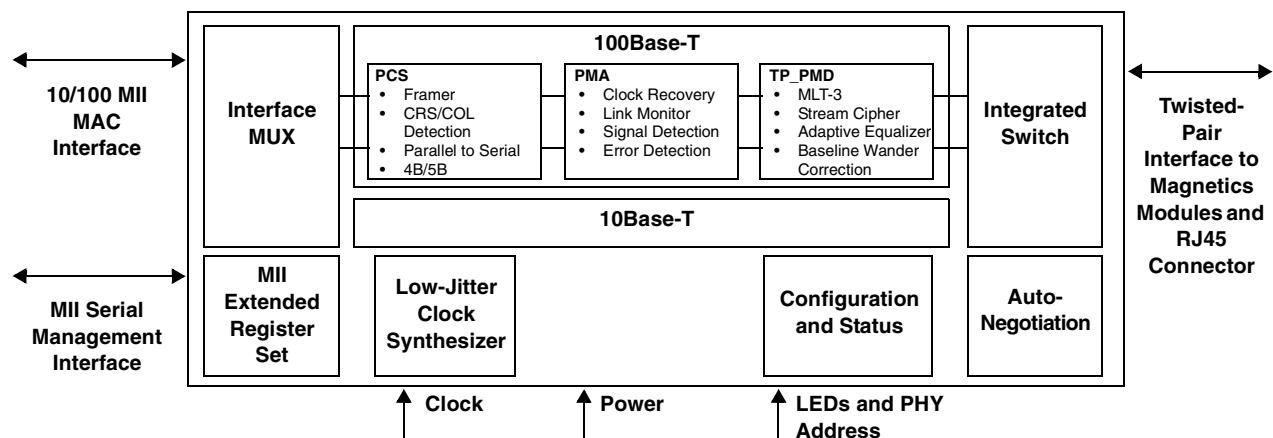 10/100 MII
MAC
Interface
MII Serial
Management
Interface
Interface
MUX
100Base-T
PCS
• Framer
• CRS/COL
Detection
• Parallel to Serial
• 4B/5B
PMA
• Clock Recovery
• Link Monitor
• Signal Detection
• Error Detection
TP_PMD
• MLT-3
• Stream Cipher
• Adaptive Equalizer
• Baseline Wander
Correction
10Base-T
Integrated
Switch
MII
Extended
Register
Set
Low-Jitter
Clock
Synthesizer
Configuration
and Status
Auto-
Negotiation
Twisted-
Pair
Interface to
Magnetics
Modules and
RJ45
Connector
Clock
Power
LEDs and PHY
Address